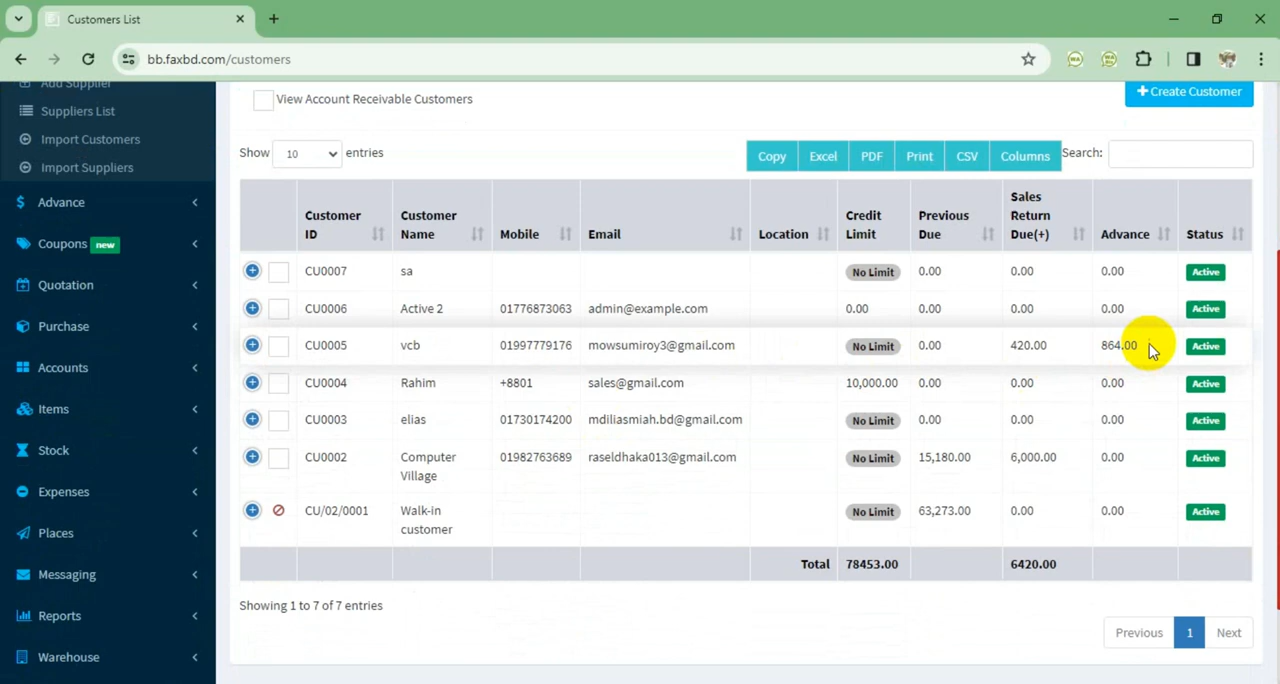 Customers List
bb.faxbd.com/customers
Add Supplier
Suppliers List
Import Customers
Import Suppliers
Advance
Coupons new
Quotation
Purchase
Accounts
Items
Stock
Expenses
Places
Messaging
Reports
Warehouse
View Account Receivable Customers
+ Create Customer
Show 10 entries
Copy Excel PDF Print CSV Columns Search:
Customer ID Customer Name Mobile Email Location Credit Limit Previous Due Sales Return Due(+) Advance Status
CU0007 sa No Limit 0.00 0.00 0.00 Active
CU0006 Active 2 01776873063 admin@example.com 0.00 0.00 0.00 0.00 Active
CU0005 vcb 01997779176 mowsumiroy3@gmail.com No Limit 0.00 420.00 864.00 Active
CU0004 Rahim +8801 sales@gmail.com 10,000.00 0.00 0.00 0.00 Active
CU0003 elias 01730174200 mdiliasmiah.bd@gmail.com No Limit 0.00 0.00 0.00 Active
CU0002 Computer Village 01982763689 raseldhaka013@gmail.com No Limit 15,180.00 6,000.00 0.00 Active
CU/02/0001 Walk-in customer No Limit 63,273.00 0.00 0.00 Active
Total 78453.00 6420.00
Showing 1 to 7 of 7 entries
Previous 1 Next